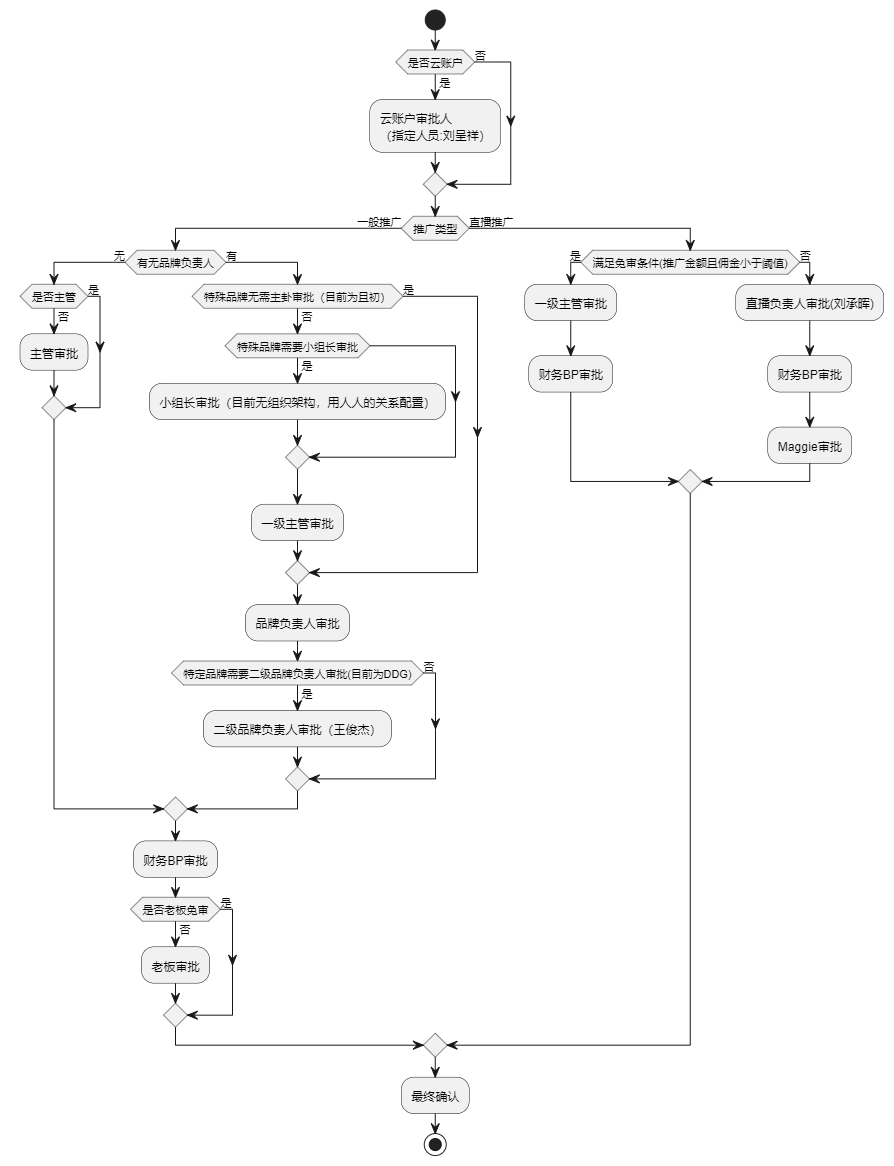 是否云账户
否
是
云账户审批人
（指定人员:刘呈祥）
一般推广
推广类型
直播推广
无
有无品牌负责人
有
是
满足免审条件(推广金额且佣金小于阈值)
否
是否主管
是
特殊品牌无需主卦审批（目前为且初）
是
一级主管审批
直播负责人审批(刘承晖)
否
否
特殊品牌需要小组长审批
主管审批
是
财务BP审批
财务BP审批
小组长审批（目前无组织架构，用人人的关系配置）
Maggie审批
一级主管审批
品牌负责人审批
特定品牌需要二级品牌负责人审批(目前为DDG)
否
是
二级品牌负责人审批（王俊杰）
财务BP审批
是否老板免审
是
否
老板审批
最终确认